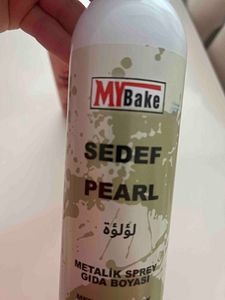 MYBake
SEDEF
PEARL
لؤلؤة
METALİK SPREY
GIDA BOYASI